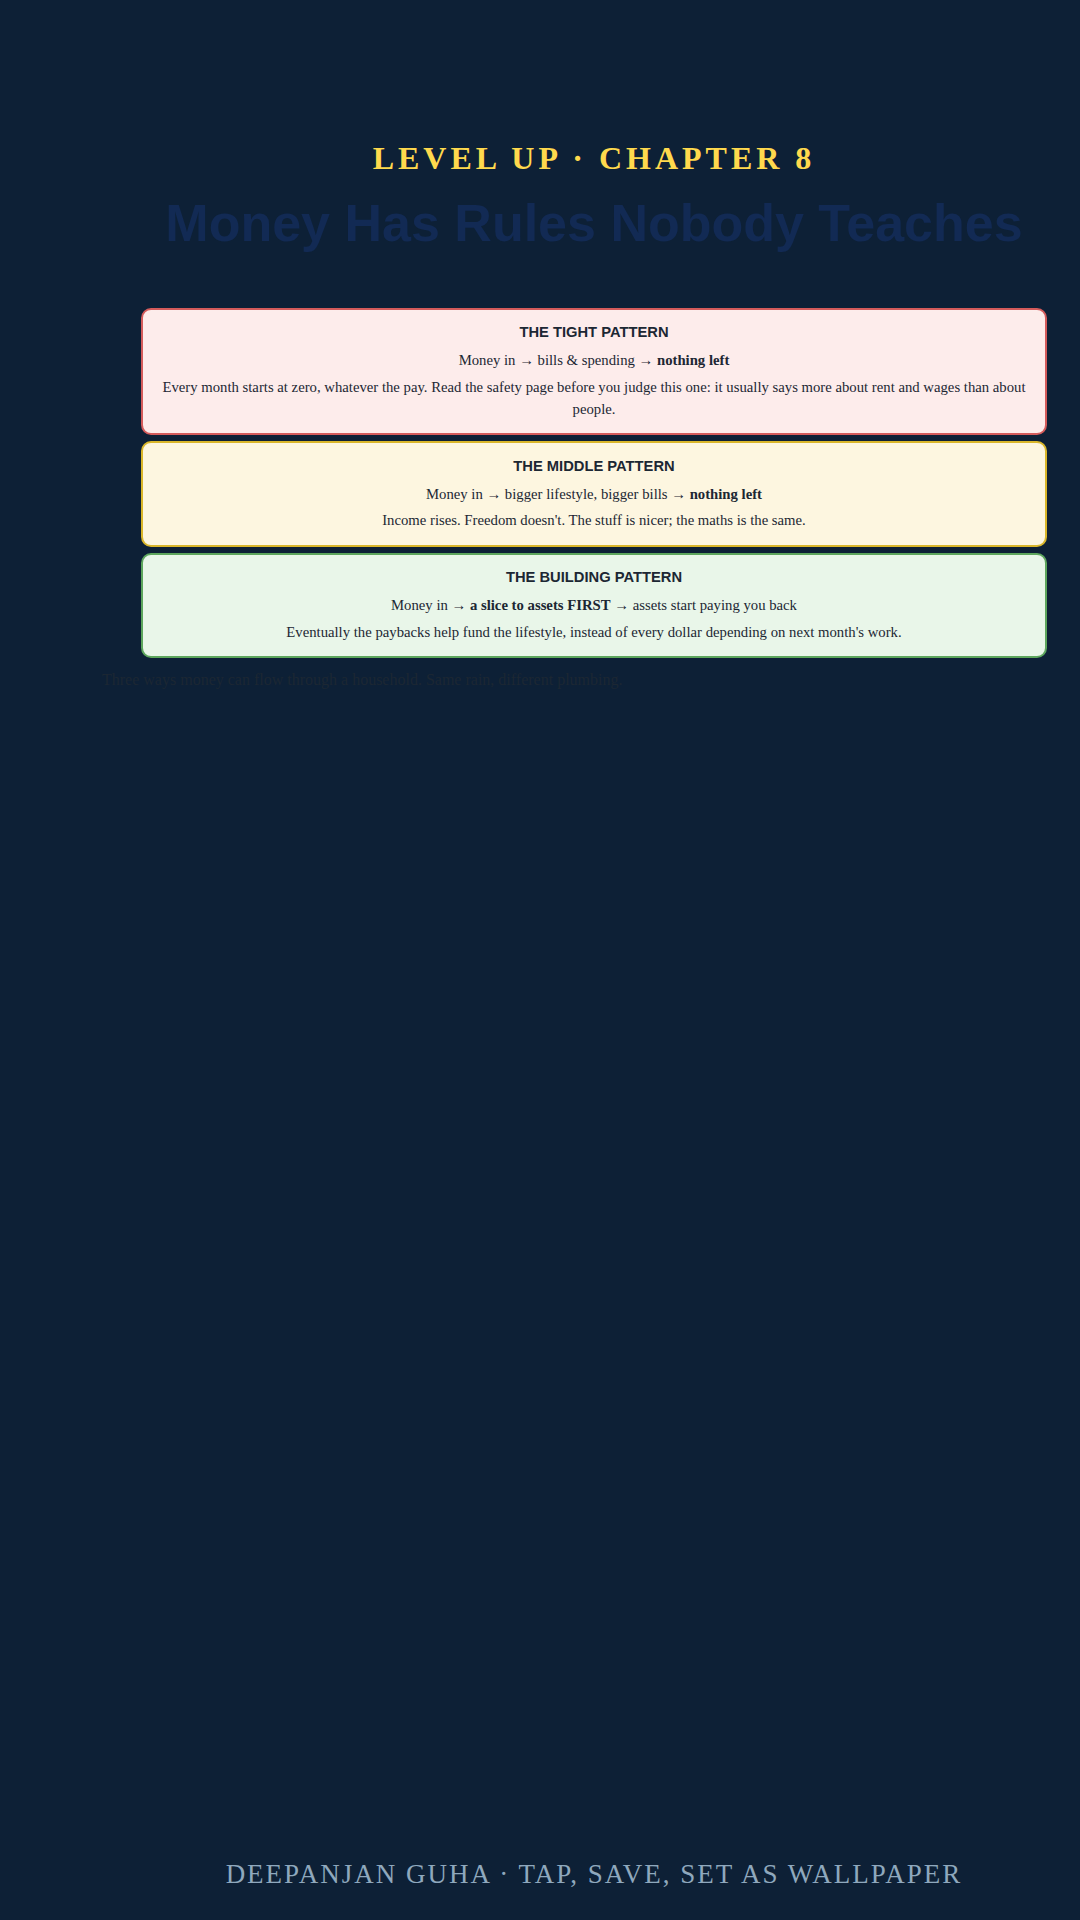 LEVEL UP · CHAPTER 8
Money Has Rules Nobody Teaches
THE TIGHT PATTERN
Money in → bills & spending → nothing left
Every month starts at zero, whatever the pay. Read the safety page before you judge this one: it usually says more about rent and wages than about
people.
THE MIDDLE PATTERN
Money in → bigger lifestyle, bigger bills → nothing left
Income rises. Freedom doesn't. The stuff is nicer; the maths is the same.
THE BUILDING PATTERN
Money in → a slice to assets FIRST → assets start paying you back
Eventually the paybacks help fund the lifestyle, instead of every dollar depending on next month's work.
Three ways money can flow through a household. Same rain, different plumbing.
DEEPANJAN GUHA · TAP, SAVE, SET AS WALLPAPER